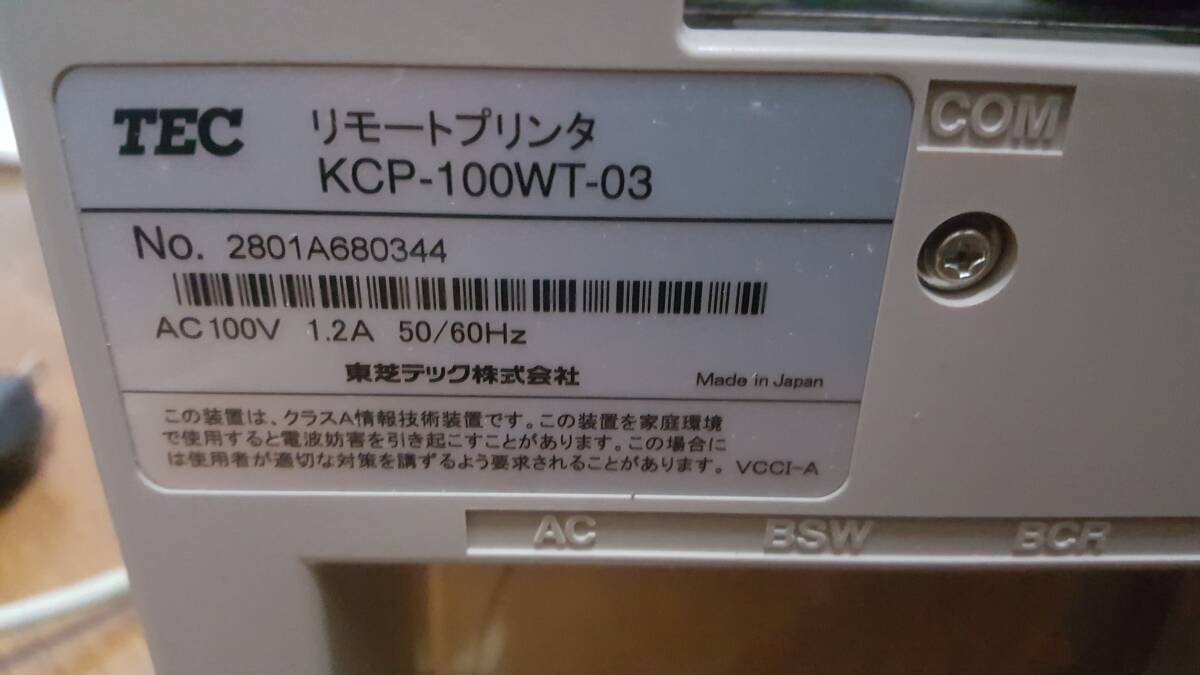 TEC リモートプリンタ
KCP-100WT-03
No. 2801A680344
AC100V 1.2A 50/60Hz
東芝テック株式会社 Made in Japan
この装置は、クラスA情報技術装置です。この装置を家庭環境
で使用すると電波妨害を引き起こすことがあります。この場合に
は使用者が適切な対策を講ずるよう要求されることがあります。 VCCI-A
COM
AC BSW BCR